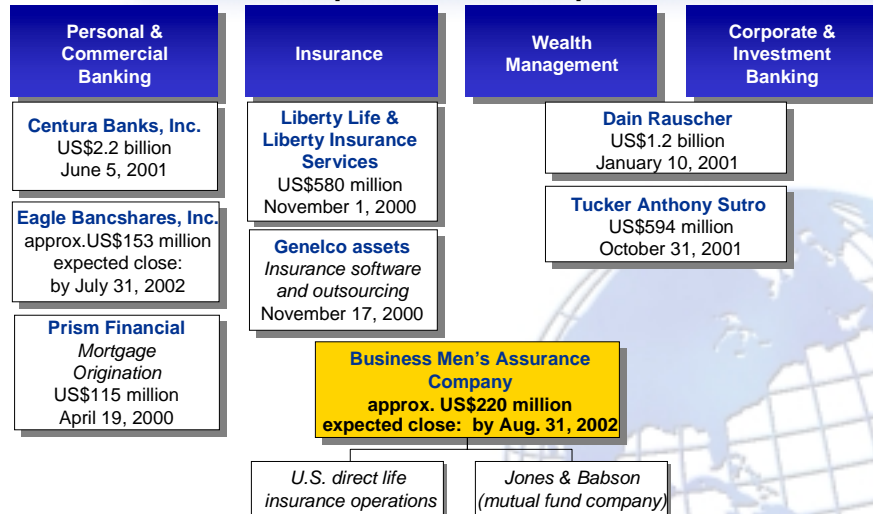 Personal &
Commercial
Banking
Insurance
Wealth
Management
Corporate &
Investment
Banking
Centura Banks, Inc.
US$2.2 billion
June 5, 2001
Eagle Bancshares, Inc.
approx.US$153 million
expected close:
by July 31, 2002
Prism Financial
Mortgage
Origination
US$115 million
April 19, 2000
Liberty Life &
Liberty Insurance
Services
US$580 million
November 1, 2000
Genelco assets
Insurance software
and outsourcing
November 17, 2000
Dain Rauscher
US$1.2 billion
January 10, 2001
Tucker Anthony Sutro
US$594 million
October 31, 2001
Business Men’s Assurance
Company
approx. US$220 million
expected close:  by Aug. 31, 2002
U.S. direct life
insurance operations
Jones & Babson
(mutual fund company)